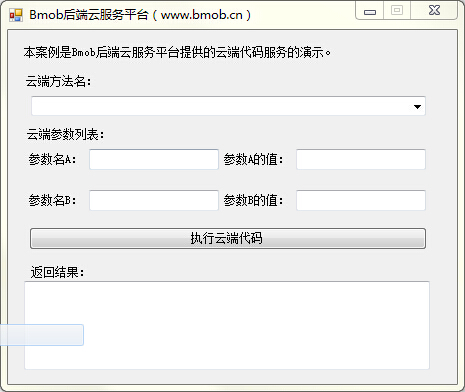 Bmob后端云服务平台（www.bmob.cn）
本案例是Bmob后端云服务平台提供的云端代码服务的演示。
云端方法名：
云端参数列表：
参数名A： 参数A的值：
参数名B： 参数B的值：
执行云端代码
返回结果：